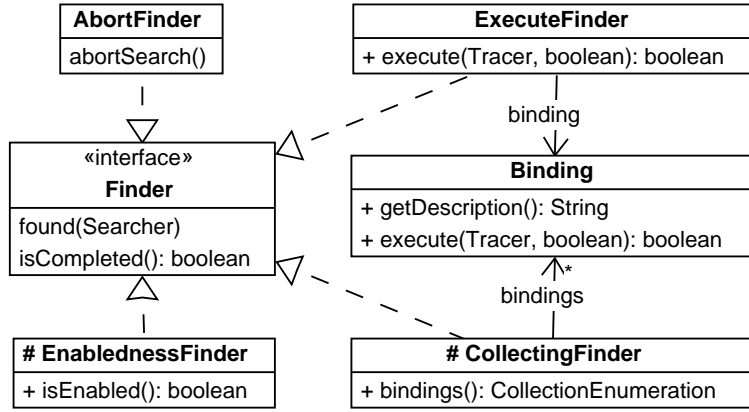 AbortFinder
abortSearch()
ExecuteFinder
+ execute(Tracer, boolean): boolean
binding
«interface»
Finder
found(Searcher)
isCompleted(): boolean
Binding
+ getDescription(): String
+ execute(Tracer, boolean): boolean
*
bindings
# EnablednessFinder
+ isEnabled(): boolean
# CollectingFinder
+ bindings(): CollectionEnumeration